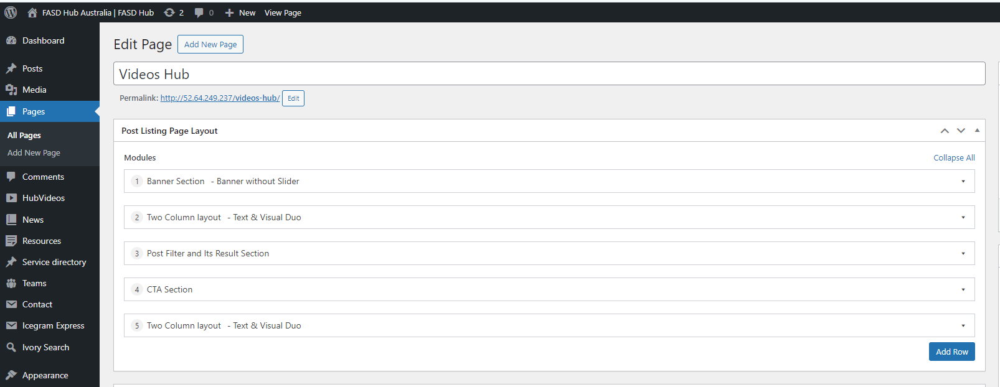 FASD Hub Australia | FASD Hub 2 0 New View Page
Dashboard
Posts
Media
Pages
All Pages
Add New Page
Comments
HubVideos
News
Resources
Service directory
Teams
Contact
Icegram Express
Ivory Search
Appearance
Edit Page Add New Page
Videos Hub
Permalink: http://52.64.249.237/videos-hub/ Edit
Post Listing Page Layout
Modules Collapse All
1 Banner Section - Banner without Slider
2 Two Column layout - Text & Visual Duo
3 Post Filter and Its Result Section
4 CTA Section
5 Two Column layout - Text & Visual Duo
Add Row